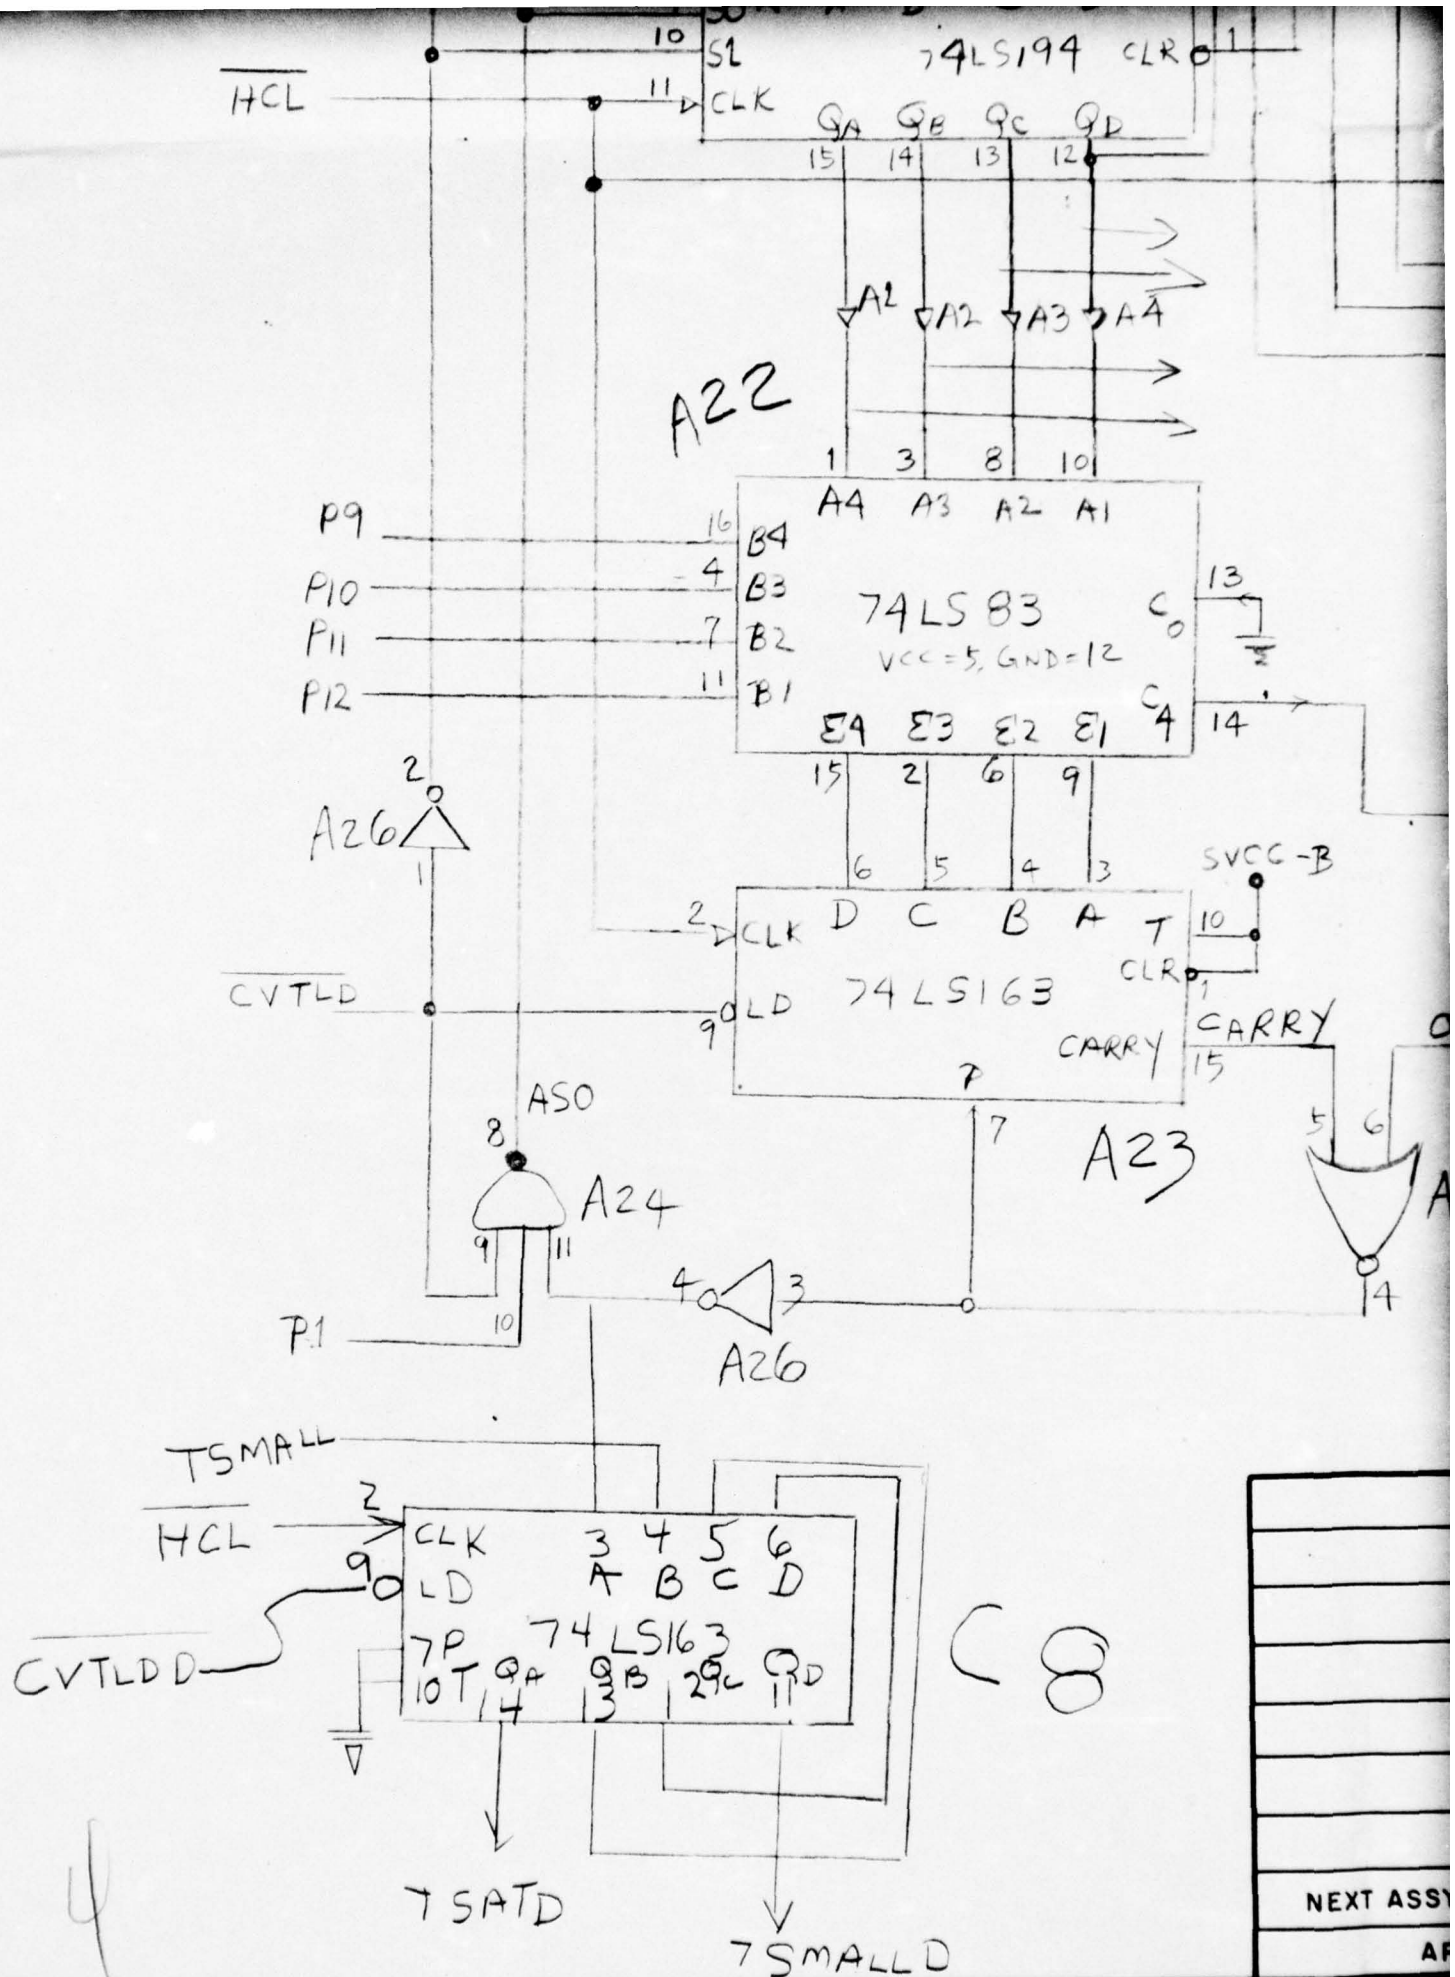 10 S1 74LS194 CLR 1
HCL 11 CLK
QA QB QC QD
15 14 13 12
A1 A2 A3 A4
A22
1 3 8 10
A4 A3 A2 A1
P9 16 B4
P10 4 B3 74LS83 C0 13
P11 7 B2 VCC=5, GND=12
P12 11 B1 C4 14
Σ4 Σ3 Σ2 Σ1
15 2 6 9
2
A26
1
5VCC-B
6 5 4 3
2 CLK D C B A T 10
CLR 1
CVTLD 9 LD 74LS163
CARRY CARRY
15
P
7
AS0
8
A23
5 6
A24
9 11
10
4 3
A26
14
P1
TSMALL
HCL 2 CLK 3 4 5 6
9 LD A B C D
74LS163
CVTLDD 7P
10T QA QB QC QD
14 13 12 11
C8
TSATD
TSMALLD
4
NEXT ASSY